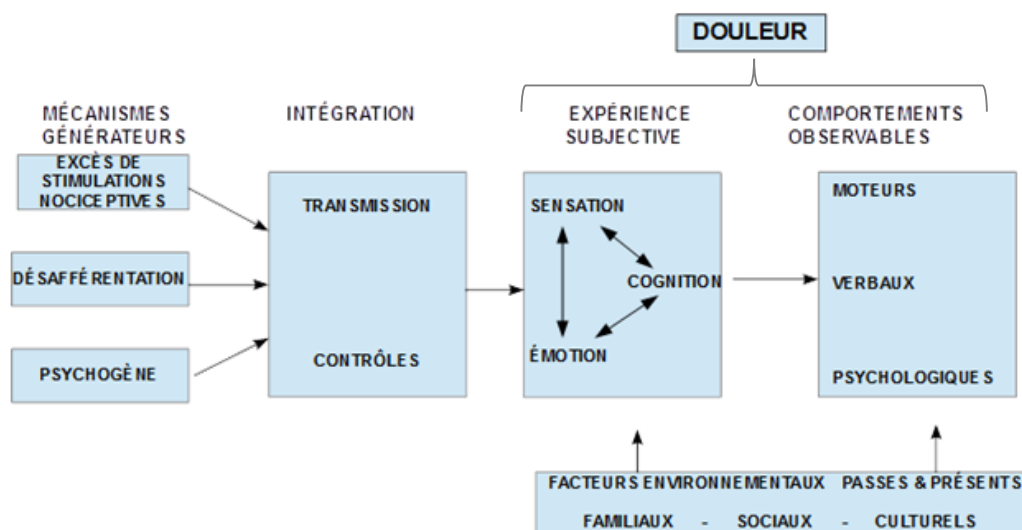 DOULEUR
MÉCANISMES
GÉNÉRATEURS
INTÉGRATION
EXPÉRIENCE
SUBJECTIVE
COMPORTEMENTS
OBSERVABLES
EXCÈS DE
STIMULATIONS
NOCICEPTIVES
DÉSAFFÉRENTATION
PSYCHOGÈNE
TRANSMISSION
CONTRÔLES
SENSATION
COGNITION
ÉMOTION
MOTEURS
VERBAUX
PSYCHOLOGIQUES
FACTEURS ENVIRONNEMENTAUX PASSES & PRÉSENTS
FAMILIAUX - SOCIAUX - CULTURELS